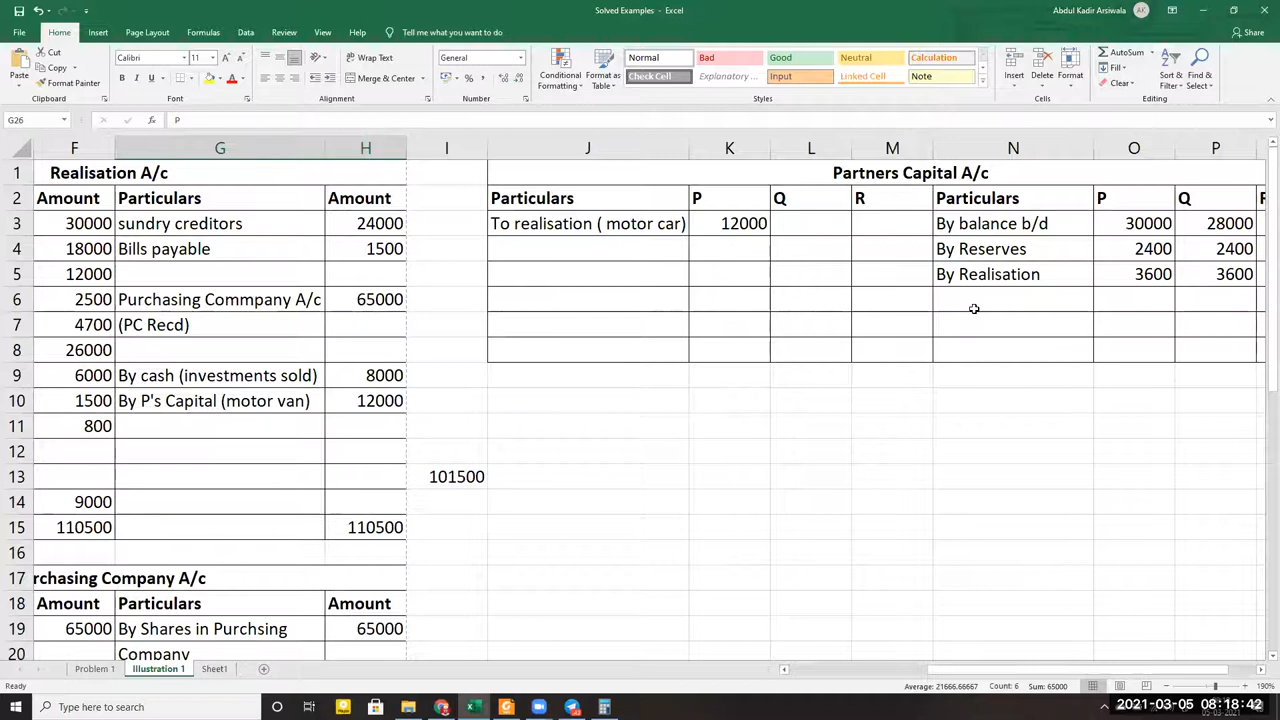 Solved Examples - Excel
Abdul Kadir Arsiwala
AK
File Home Insert Page Layout Formulas Data Review View Help Tell me what you want to do Share
Paste
Cut
Copy
Format Painter
Clipboard
Calibri 11
B I U
Font
Wrap Text
Merge & Center
Alignment
General
Number
Conditional Formatting
Format as Table
Normal Bad Good Neutral Calculation
Check Cell Explanatory ... Input Linked Cell Note
Styles
Insert Delete Format
Cells
AutoSum
Fill
Clear
Sort & Filter
Find & Select
Editing
G26 fx P
F G H I J K L M N O P
1 Realisation A/c Partners Capital A/c
2 Amount Particulars Amount Particulars P Q R Particulars P Q
3 30000 sundry creditors 24000 To realisation ( motor car) 12000 By balance b/d 30000 28000
4 18000 Bills payable 1500 By Reserves 2400 2400
5 12000 By Realisation 3600 3600
6 2500 Purchasing Commpany A/c 65000
7 4700 (PC Recd)
8 26000
9 6000 By cash (investments sold) 8000
10 1500 By P's Capital (motor van) 12000
11 800
12
13 101500
14 9000
15 110500 110500
16
17 rchasing Company A/c
18 Amount Particulars Amount
19 65000 By Shares in Purchsing 65000
20 Company
Problem 1 Illustration 1 Sheet1
Ready Average: 21666.66667 Count: 6 Sum: 65000 190%
Type here to search
2021-03-05 08:18:42